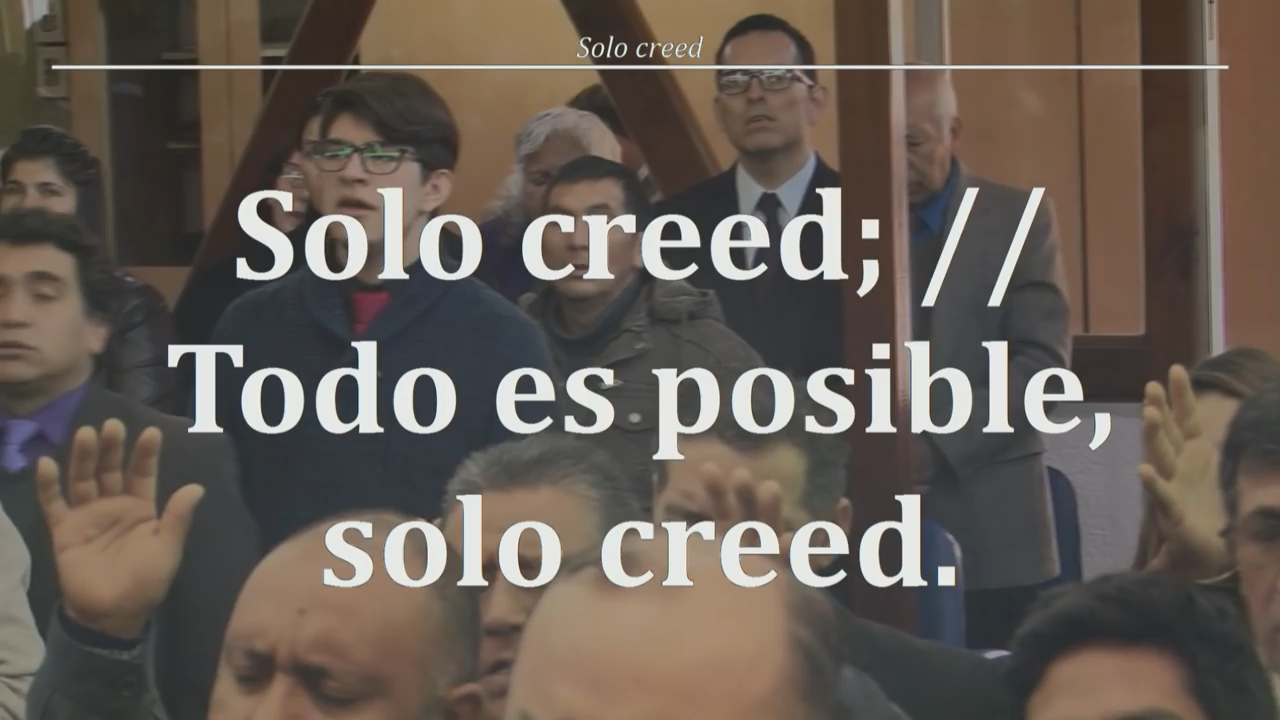 Solo creed
Solo creed; //
Todo es posible,
solo creed.